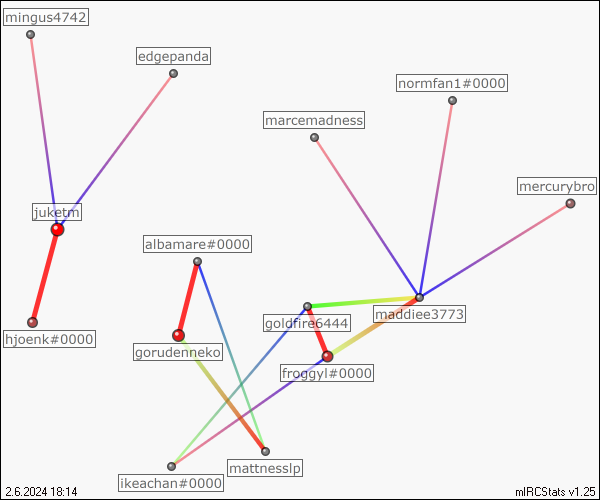 mingus4742
edgepanda
normfan1#0000
marcemadness
mercurybro
juketm
albamare#0000
maddiee3773
goldfire6444
hjoenk#0000
gorudenneko
froggyl#0000
mattnesslp
ikeachan#0000
2.6.2024 18:14
mIRCStats v1.25